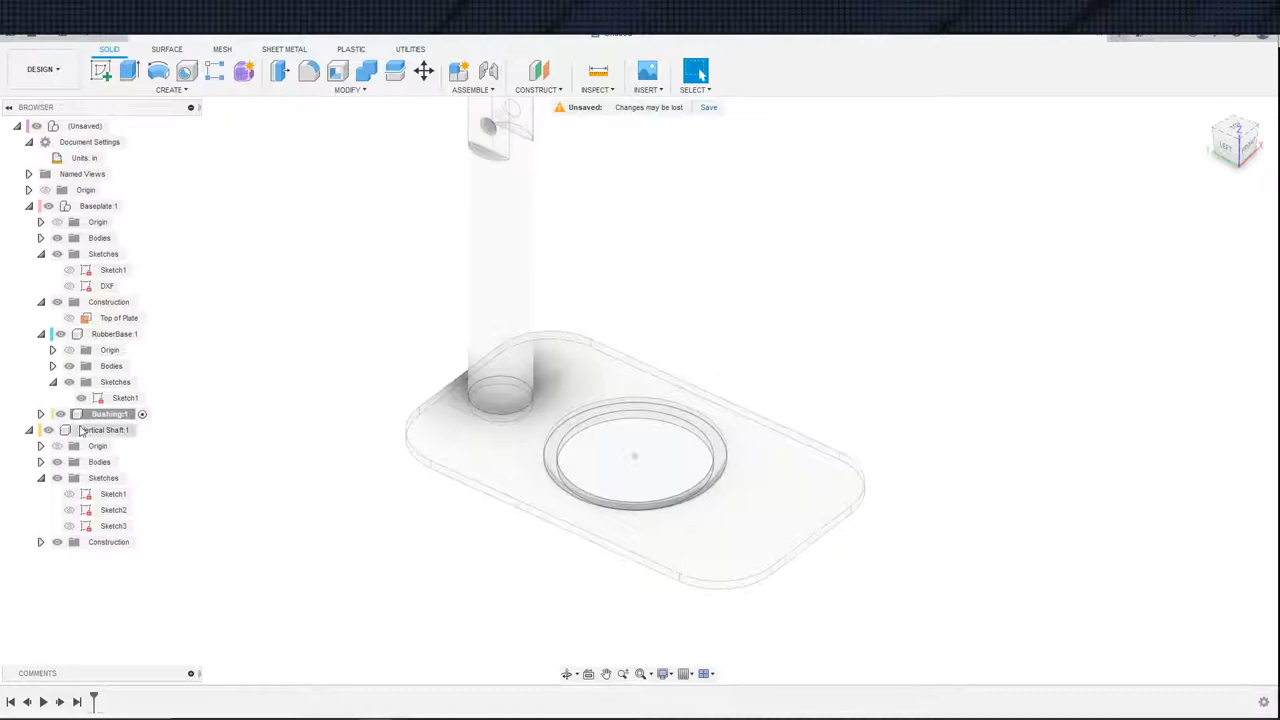 SOLID SURFACE MESH SHEET METAL PLASTIC UTILITIES
DESIGN
CREATE MODIFY ASSEMBLE CONSTRUCT INSPECT INSERT SELECT
BROWSER
Unsaved: Changes may be lost Save
(Unsaved)
Document Settings
Units: in
Named Views
Origin
Baseplate:1
Origin
Bodies
Sketches
Sketch1
DXF
Construction
Top of Plate
RubberBase:1
Origin
Bodies
Sketches
Sketch1
Bushing:1
ertical Shaft:1
Origin
Bodies
Sketches
Sketch1
Sketch2
Sketch3
Construction
LEFT FRONT
Z
X
Y
COMMENTS